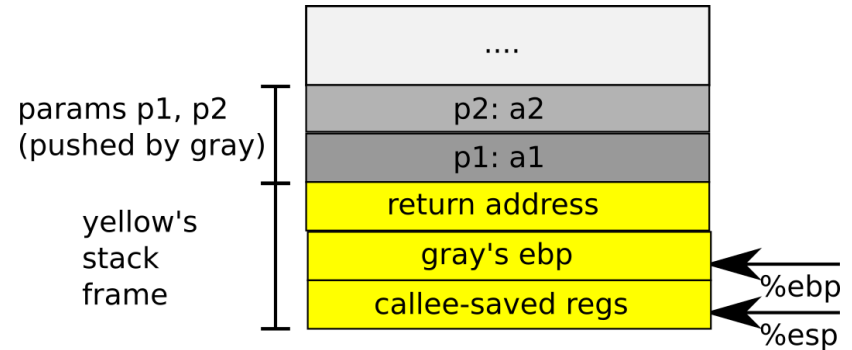 ....
params p1, p2
(pushed by gray)
p2: a2
p1: a1
yellow's
stack
frame
return address
gray's ebp
callee-saved regs
%ebp
%esp